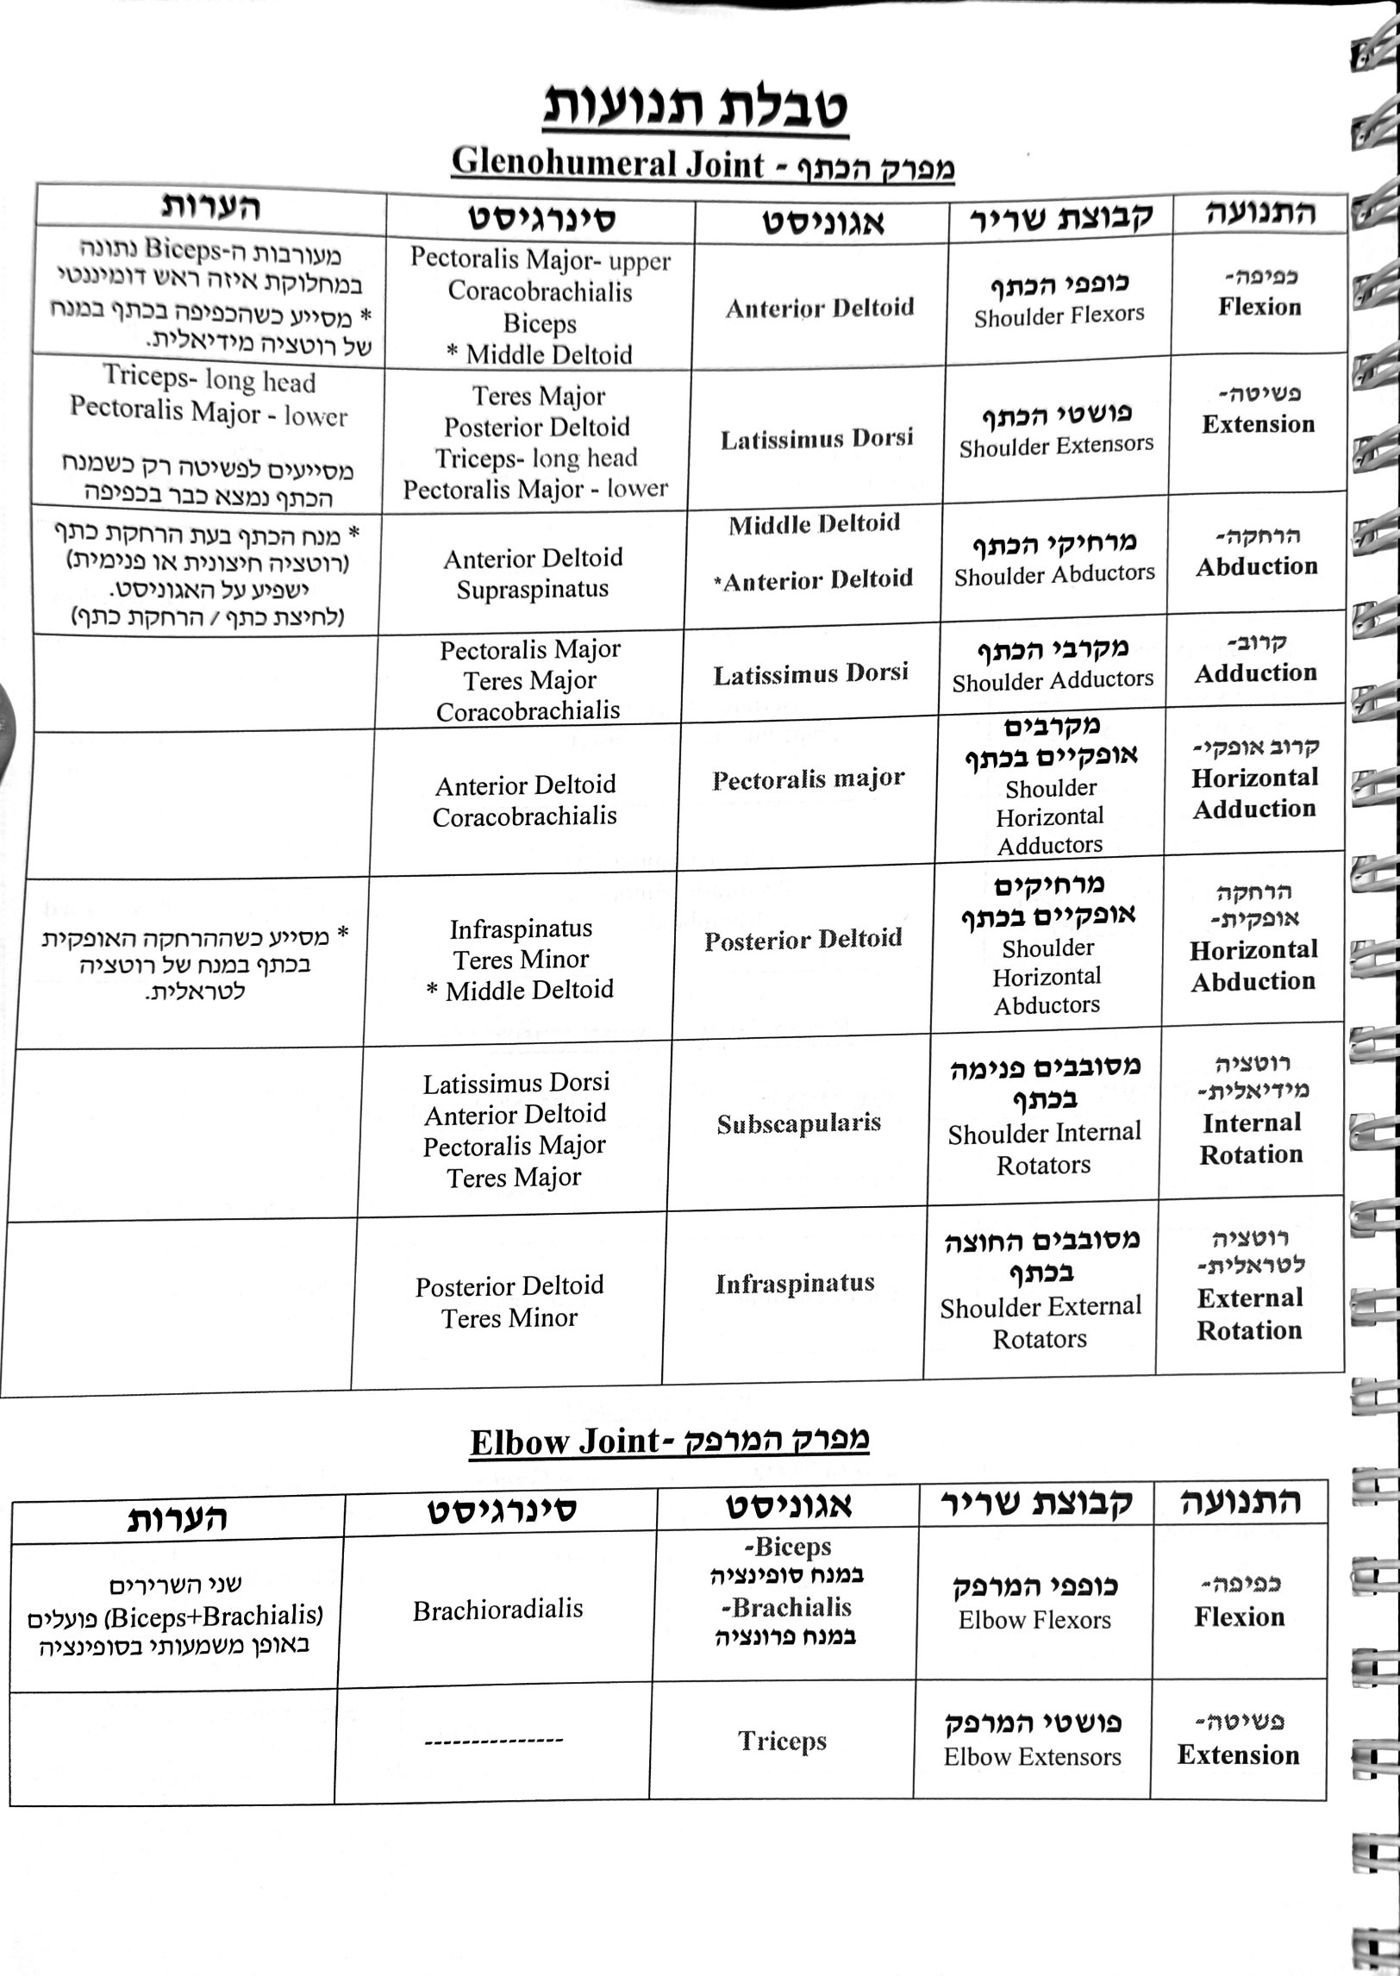 טבלת תנועות
מפרק הכתף - Glenohumeral Joint
התנועה
קבוצת שריר
אגוניסט
סינרגיסט
הערות
כפיפה-
Flexion
כופפי הכתף
Shoulder Flexors
Anterior Deltoid
Pectoralis Major- upper
Coracobrachialis
Biceps
* Middle Deltoid
מעורבות ה-Biceps נתונה
במחלוקת איזה ראש דומיננטי
* מסייע כשהכפיפה בכתף במנח
של רוטציה מידיאלית.
פשיטה-
Extension
פושטי הכתף
Shoulder Extensors
Latissimus Dorsi
Teres Major
Posterior Deltoid
Triceps- long head
Pectoralis Major - lower
Triceps- long head
Pectoralis Major - lower
מסייעים לפשיטה רק כשמנח
הכתף נמצא כבר בכפיפה
הרחקה-
Abduction
מרחיקי הכתף
Shoulder Abductors
Middle Deltoid
*Anterior Deltoid
Anterior Deltoid
Supraspinatus
* מנח הכתף בעת הרחקת כתף
(רוטציה חיצונית או פנימית)
ישפיע על האגוניסט.
(לחיצת כתף / הרחקת כתף)
קרוב-
Adduction
מקרבי הכתף
Shoulder Adductors
Latissimus Dorsi
Pectoralis Major
Teres Major
Coracobrachialis
קרוב אופקי-
Horizontal
Adduction
מקרבים
אופקיים בכתף
Shoulder
Horizontal
Adductors
Pectoralis major
Anterior Deltoid
Coracobrachialis
הרחקה
אופקית-
Horizontal
Abduction
מרחיקים
אופקיים בכתף
Shoulder
Horizontal
Abductors
Posterior Deltoid
Infraspinatus
Teres Minor
* Middle Deltoid
* מסייע כשההרחקה האופקית
בכתף במנח של רוטציה
לטראלית.
רוטציה
מידיאלית-
Internal
Rotation
מסובבים פנימה
בכתף
Shoulder Internal
Rotators
Subscapularis
Latissimus Dorsi
Anterior Deltoid
Pectoralis Major
Teres Major
רוטציה
לטראלית-
External
Rotation
מסובבים החוצה
בכתף
Shoulder External
Rotators
Infraspinatus
Posterior Deltoid
Teres Minor
מפרק המרפק -Elbow Joint
התנועה
קבוצת שריר
אגוניסט
סינרגיסט
הערות
כפיפה-
Flexion
כופפי המרפק
Elbow Flexors
-Biceps
במנח סופינציה
-Brachialis
במנח פרונציה
Brachioradialis
שני השרירים
(Biceps+Brachialis) פועלים
באופן משמעותי בסופינציה
פשיטה-
Extension
פושטי המרפק
Elbow Extensors
Triceps
---------------